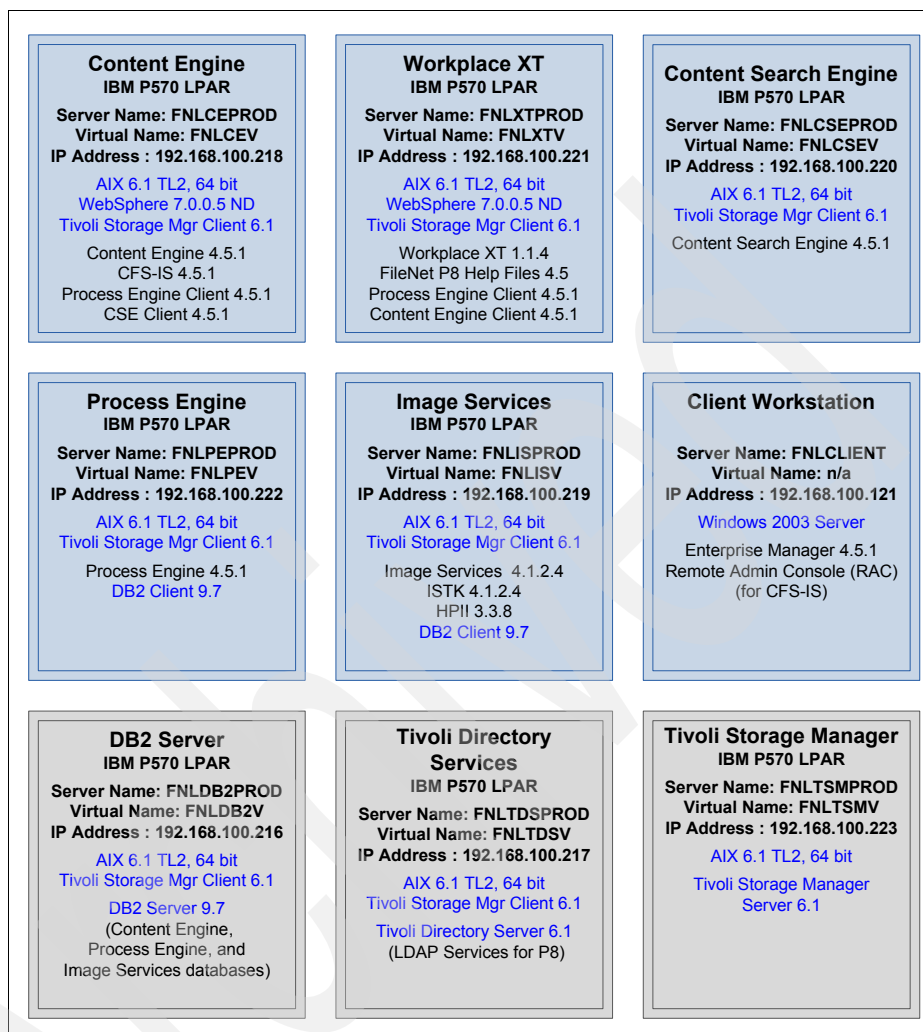 Content Engine
IBM P570 LPAR
Server Name: FNLCEPROD
Virtual Name: FNLCEV
IP Address : 192.168.100.218
AIX 6.1 TL2, 64 bit
WebSphere 7.0.0.5 ND
Tivoli Storage Mgr Client 6.1
Content Engine 4.5.1
CFS-IS 4.5.1
Process Engine Client 4.5.1
CSE Client 4.5.1
Workplace XT
IBM P570 LPAR
Server Name: FNLXTPROD
Virtual Name: FNLXTV
IP Address : 192.168.100.221
AIX 6.1 TL2, 64 bit
WebSphere 7.0.0.5 ND
Tivoli Storage Mgr Client 6.1
Workplace XT 1.1.4
FileNet P8 Help Files 4.5
Process Engine Client 4.5.1
Content Engine Client 4.5.1
Content Search Engine
IBM P570 LPAR
Server Name: FNLCSEPROD
Virtual Name: FNLCSEV
IP Address : 192.168.100.220
AIX 6.1 TL2, 64 bit
Tivoli Storage Mgr Client 6.1
Content Search Engine 4.5.1
Process Engine
IBM P570 LPAR
Server Name: FNLPEPROD
Virtual Name: FNLPEV
IP Address : 192.168.100.222
AIX 6.1 TL2, 64 bit
Tivoli Storage Mgr Client 6.1
Process Engine 4.5.1
DB2 Client 9.7
Image Services
IBM P570 LPAR
Server Name: FNLISPROD
Virtual Name: FNLISV
IP Address : 192.168.100.219
AIX 6.1 TL2, 64 bit
Tivoli Storage Mgr Client 6.1
Image Services 4.1.2.4
ISTK 4.1.2.4
HPII 3.3.8
DB2 Client 9.7
Client Workstation
Server Name: FNLCLIENT
Virtual Name: n/a
IP Address : 192.168.100.121
Windows 2003 Server
Enterprise Manager 4.5.1
Remote Admin Console (RAC)
(for CFS-IS)
DB2 Server
IBM P570 LPAR
Server Name: FNLDB2PROD
Virtual Name: FNLDB2V
IP Address : 192.168.100.216
AIX 6.1 TL2, 64 bit
Tivoli Storage Mgr Client 6.1
DB2 Server 9.7
(Content Engine,
Process Engine, and
Image Services databases)
Tivoli Directory
Services
IBM P570 LPAR
Server Name: FNLTDSPROD
Virtual Name: FNLTDSV
IP Address : 192.168.100.217
AIX 6.1 TL2, 64 bit
Tivoli Storage Mgr Client 6.1
Tivoli Directory Server 6.1
(LDAP Services for P8)
Tivoli Storage Manager
IBM P570 LPAR
Server Name: FNLTSMPROD
Virtual Name: FNLTSMV
IP Address : 192.168.100.223
AIX 6.1 TL2, 64 bit
Tivoli Storage Manager
Server 6.1